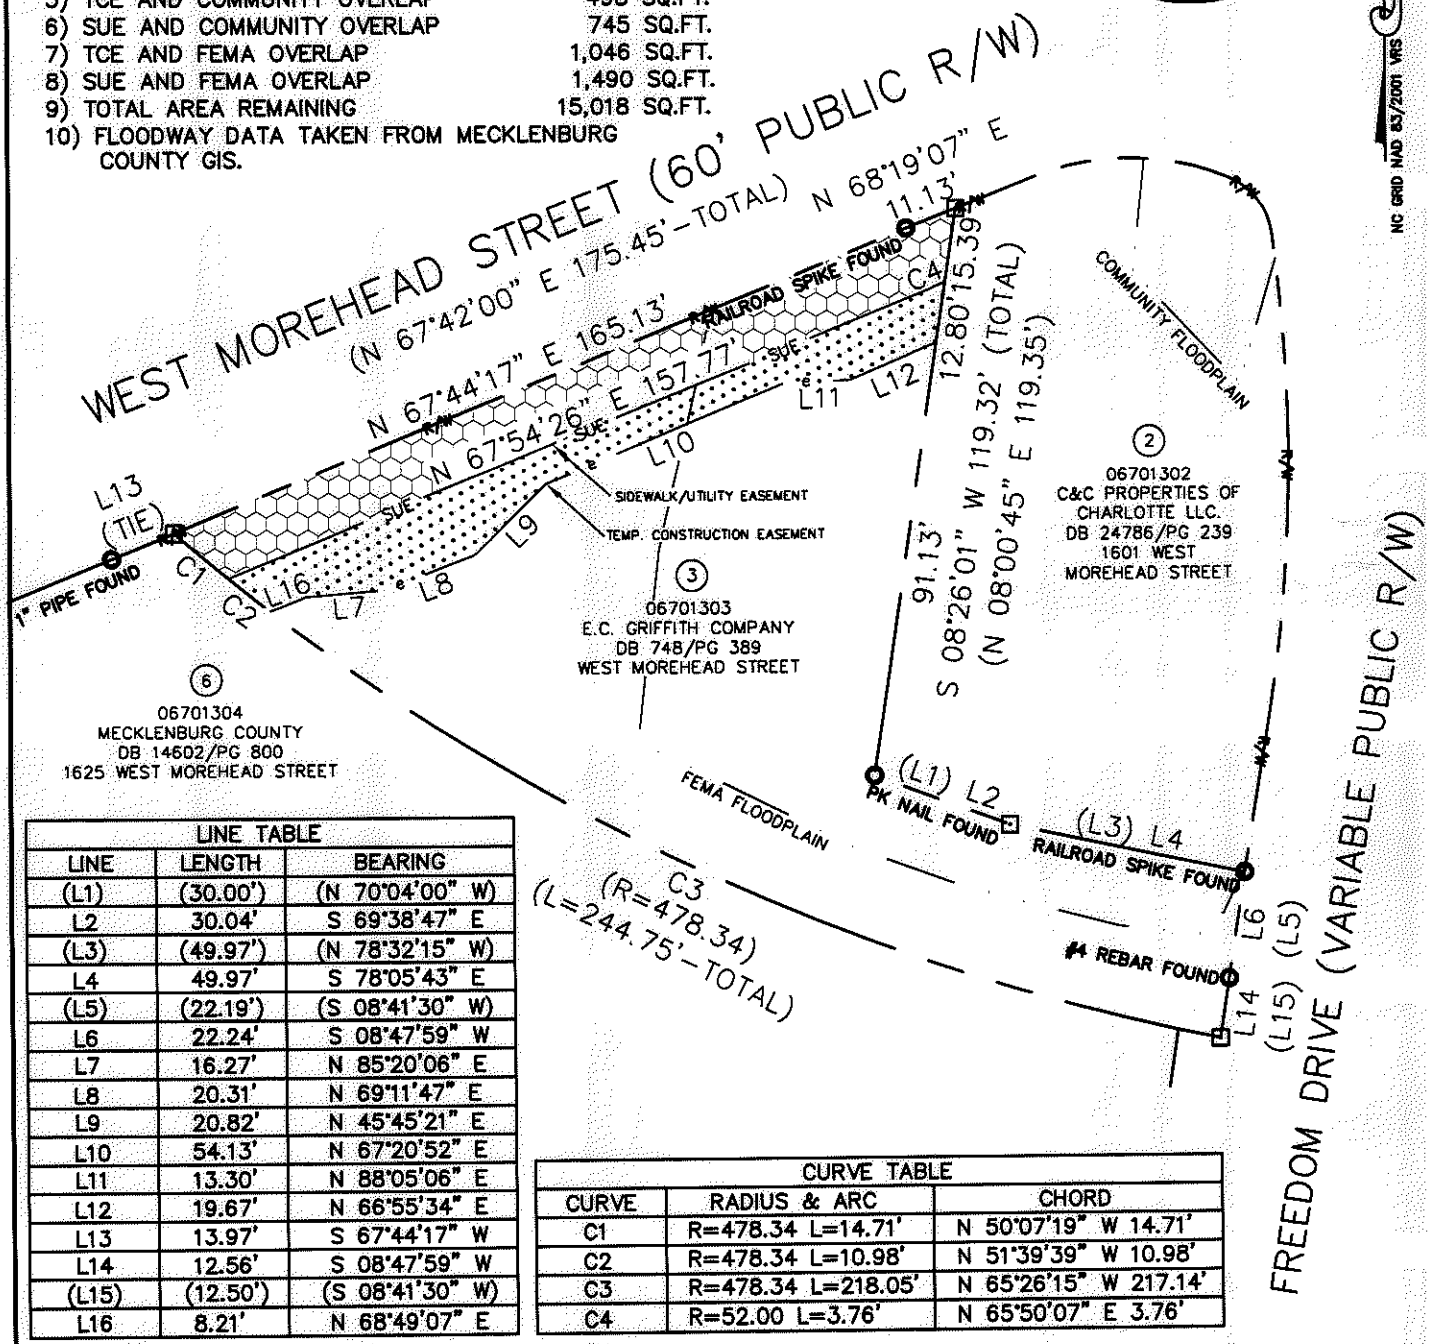 5) TCE AND COMMUNITY OVERLAP 498 SQ.FT.
6) SUE AND COMMUNITY OVERLAP 745 SQ.FT.
7) TCE AND FEMA OVERLAP 1,046 SQ.FT.
8) SUE AND FEMA OVERLAP 1,490 SQ.FT.
9) TOTAL AREA REMAINING 15,018 SQ.FT.
10) FLOODWAY DATA TAKEN FROM MECKLENBURG
COUNTY GIS.
NC GRID NAD 83/2001 VRS
WEST MOREHEAD STREET (60' PUBLIC R/W)
(N 67°42'00" E 175.45'-TOTAL)
N 68°19'07" E
11.13'
N 67°44'17" E 165.13'
RAILROAD SPIKE FOUND
R/W
R/W
R/W
R/W
R/W
R/W
R/W
N 67°54'26" E 157.77'
SUE
SUE
SUE
C4
L13
(TIE)
1" PIPE FOUND
C1
C2
L16
L7
e
L8
L9
e
L10
e
L11
L12
SIDEWALK/UTILITY EASEMENT
TEMP. CONSTRUCTION EASEMENT
12.80'
15.39'
91.13'
S 08°26'01" W 119.32' (TOTAL)
(N 08°00'45" E 119.35')
COMMUNITY FLOODPLAIN
2
06701302
C&C PROPERTIES OF
CHARLOTTE LLC.
DB 24786/PG 239
1601 WEST
MOREHEAD STREET
3
06701303
E.C. GRIFFITH COMPANY
DB 748/PG 389
WEST MOREHEAD STREET
6
06701304
MECKLENBURG COUNTY
DB 14602/PG 800
1625 WEST MOREHEAD STREET
FEMA FLOODPLAIN
(L1) L2
PK NAIL FOUND
(L3) L4
RAILROAD SPIKE FOUND
L6
(L5)
#4 REBAR FOUND
L14
(L15)
C3
(R=478.34)
(L=244.75'-TOTAL)
FREEDOM DRIVE (VARIABLE PUBLIC R/W)
LINE TABLE
LINE LENGTH BEARING
(L1) (30.00') (N 70°04'00" W)
L2 30.04' S 69°38'47" E
(L3) (49.97') (N 78°32'15" W)
L4 49.97' S 78°05'43" E
(L5) (22.19') (S 08°41'30" W)
L6 22.24' S 08°47'59" W
L7 16.27' N 85°20'06" E
L8 20.31' N 69°11'47" E
L9 20.82' N 45°45'21" E
L10 54.13' N 67°20'52" E
L11 13.30' N 88°05'06" E
L12 19.67' N 66°55'34" E
L13 13.97' S 67°44'17" W
L14 12.56' S 08°47'59" W
(L15) (12.50') (S 08°41'30" W)
L16 8.21' N 68°49'07" E
CURVE TABLE
CURVE RADIUS & ARC CHORD
C1 R=478.34 L=14.71' N 50°07'19" W 14.71'
C2 R=478.34 L=10.98' N 51°39'39" W 10.98'
C3 R=478.34 L=218.05' N 65°26'15" W 217.14'
C4 R=52.00 L=3.76' N 65°50'07" E 3.76'